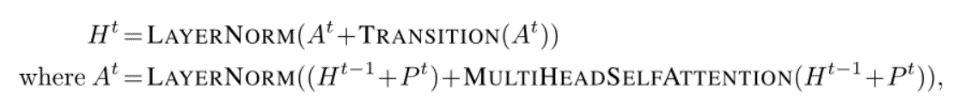 H^t=LAYERNORM(A^t+TRANSITION(A^t))
where A^t=LAYERNORM((H^{t-1}+P^t)+MULTIHEADSELFATTENTION(H^{t-1}+P^t)),